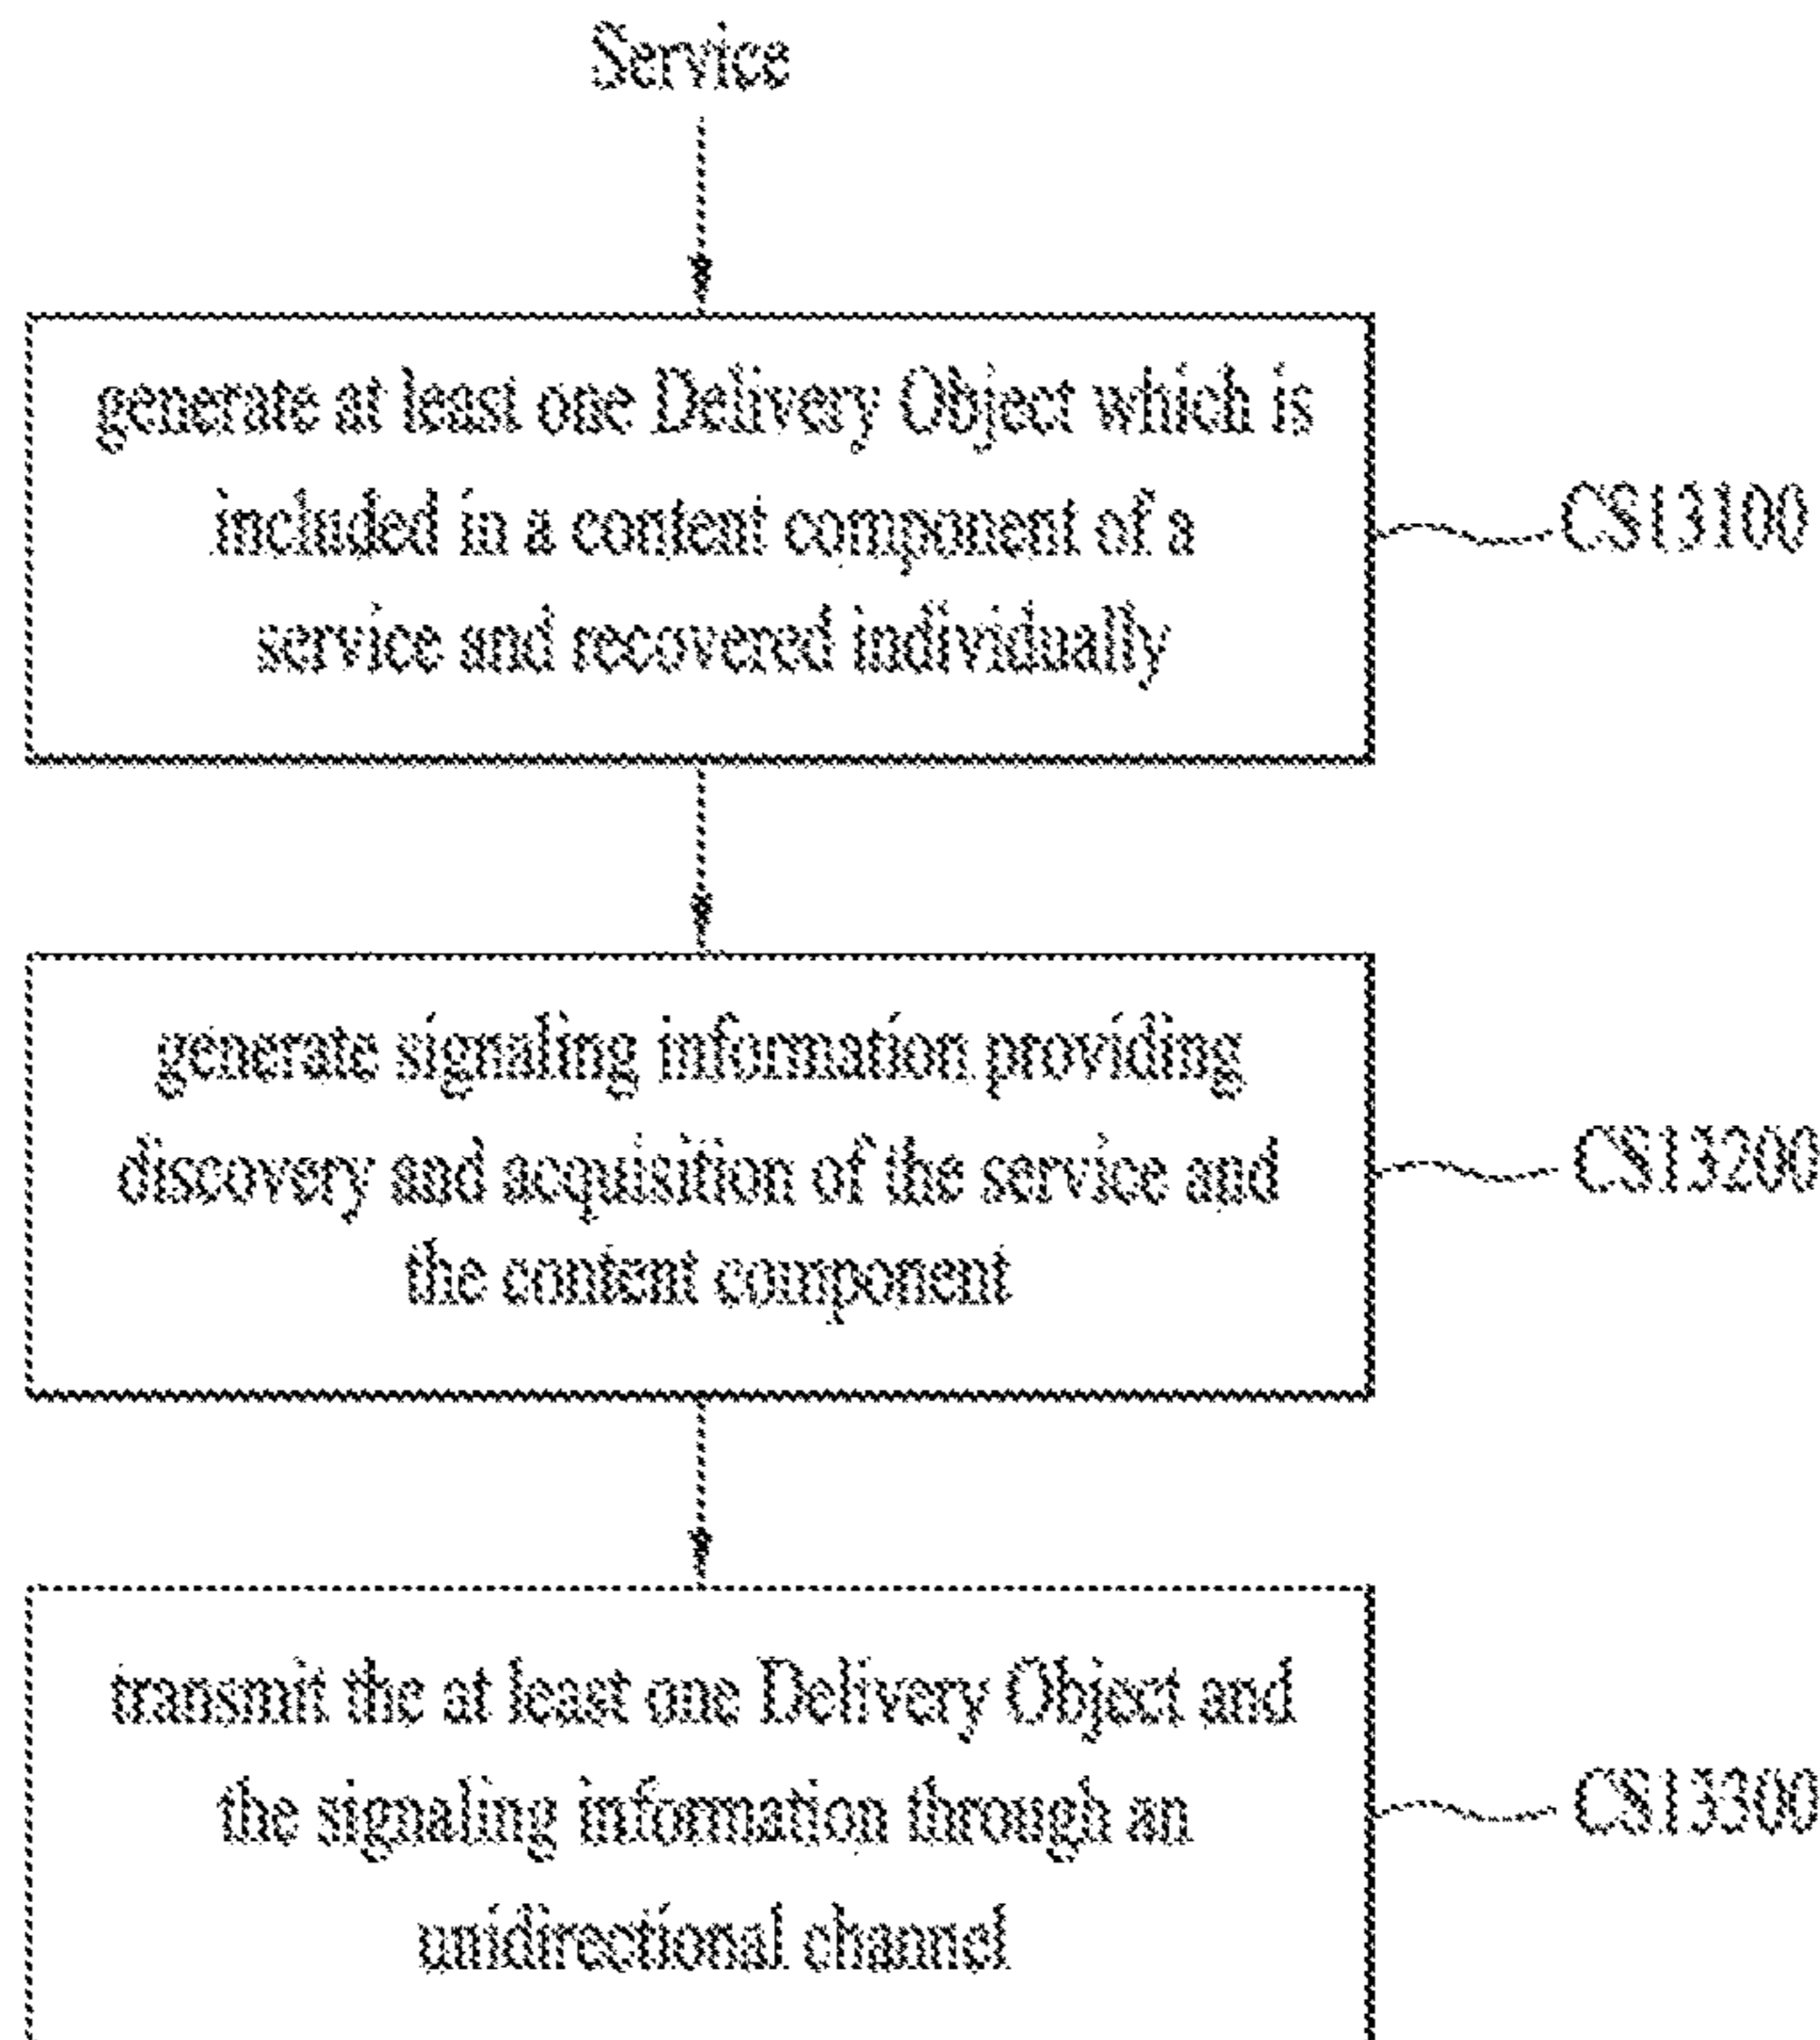 Service
generate at least one Delivery Object which is
included in a content component of a
service and recovered individually
CS13100
generate signaling information providing
discovery and acquisition of the service and
the content component
CS13200
transmit the at least one Delivery Object and
the signaling information through an
unidirectional channel
CS13300